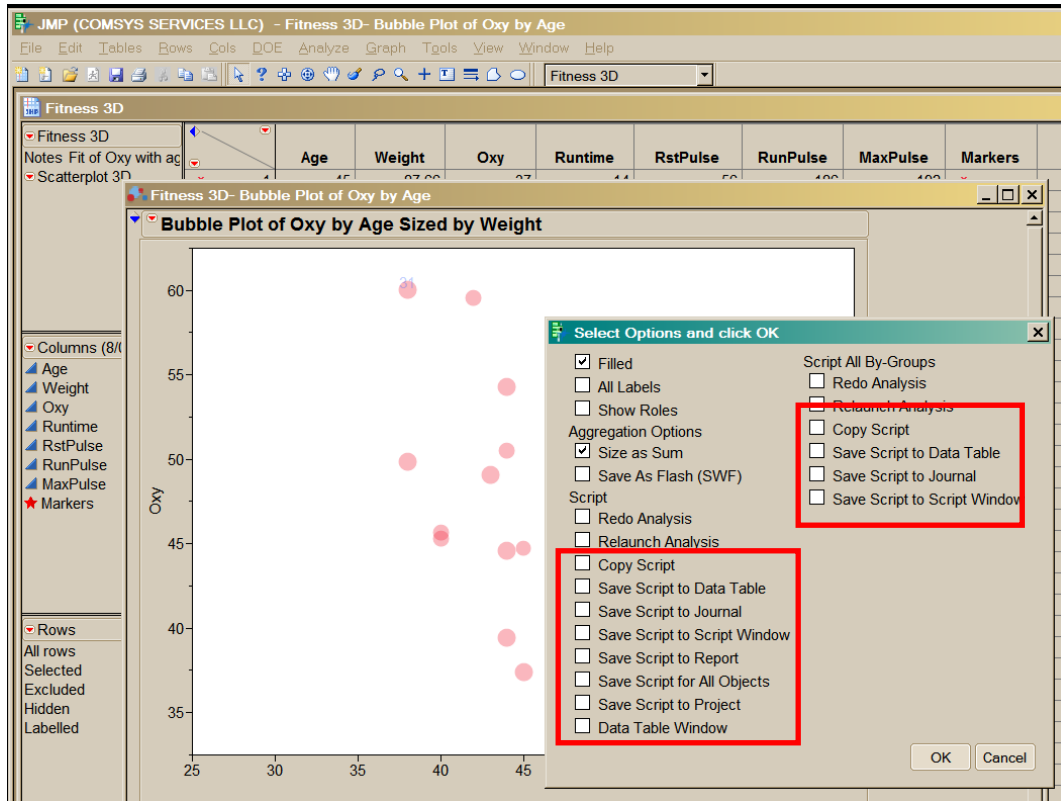 JMP (COMSYS SERVICES LLC) - Fitness 3D- Bubble Plot of Oxy by Age
File Edit Tables Rows Cols DOE Analyze Graph Tools View Window Help
Fitness 3D
Fitness 3D
Fitness 3D
Notes Fit of Oxy with ag
Scatterplot 3D
Age Weight Oxy Runtime RstPulse RunPulse MaxPulse Markers
Fitness 3D- Bubble Plot of Oxy by Age
Bubble Plot of Oxy by Age Sized by Weight
31
60
55
50
45
40
35
Oxy
25 30 35 40 45
Columns (8/0
Age
Weight
Oxy
Runtime
RstPulse
RunPulse
MaxPulse
Markers
Rows
All rows
Selected
Excluded
Hidden
Labelled
Select Options and click OK
Filled
All Labels
Show Roles
Aggregation Options
Size as Sum
Save As Flash (SWF)
Script
Redo Analysis
Relaunch Analysis
Copy Script
Save Script to Data Table
Save Script to Journal
Save Script to Script Window
Save Script to Report
Save Script for All Objects
Save Script to Project
Data Table Window
Script All By-Groups
Redo Analysis
Relaunch Analysis
Copy Script
Save Script to Data Table
Save Script to Journal
Save Script to Script Window
OK Cancel